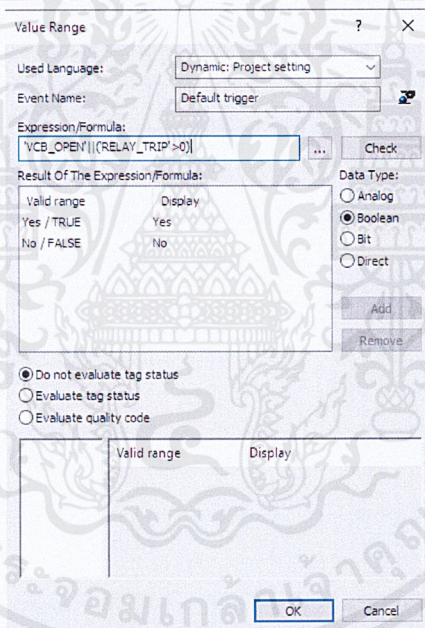 Value Range ? ×
Used Language: Dynamic: Project setting
Event Name: Default trigger
Expression/Formula:
'VCB_OPEN'||('RELAY_TRIP'>0) ... Check
Result Of The Expression/Formula: Data Type:
Valid range Display Analog
Yes / TRUE Yes Boolean
No / FALSE No Bit
Direct
Add
Remove
Do not evaluate tag status
Evaluate tag status
Evaluate quality code
Valid range Display
OK Cancel